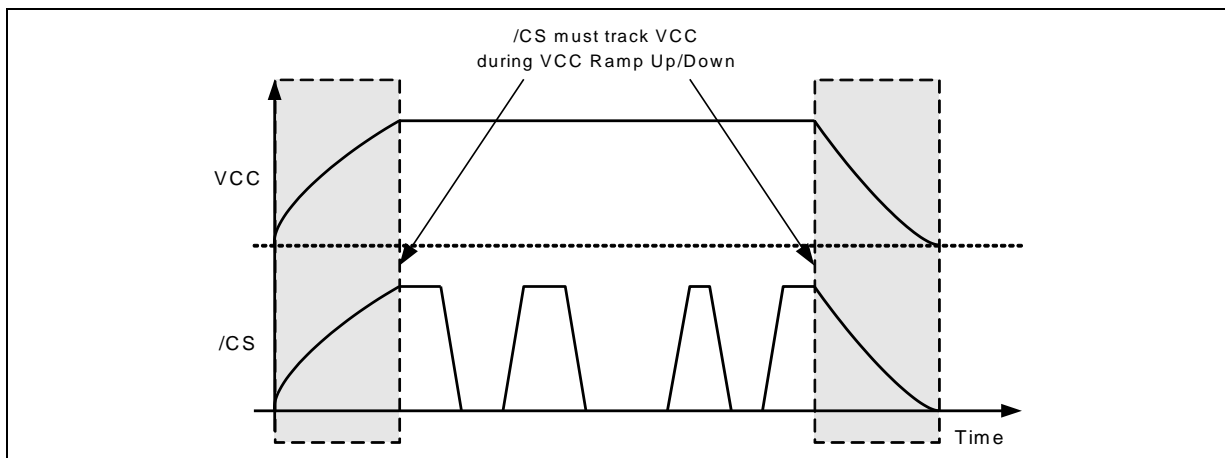 /CS must track VCC
during VCC Ramp Up/Down
VCC
/CS
Time